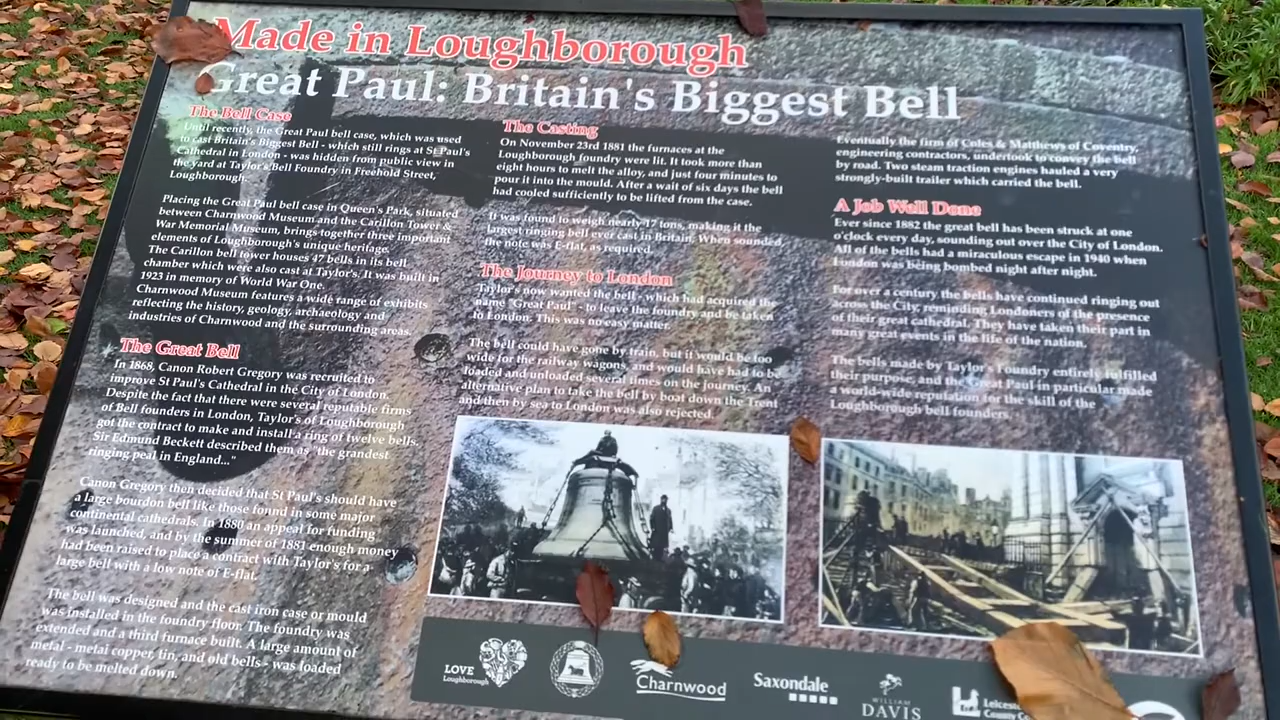 Made in Loughborough
Great Paul: Britain's Biggest Bell
The Bell Case
Until recently, the Great Paul bell case, which was used
to cast Britain's Biggest Bell - which still rings at St Paul's
Cathedral in London - was hidden from public view in
the yard at Taylor's Bell Foundry in Freehold Street,
Loughborough.
Placing the Great Paul bell case in Queen's Park, situated
between Charnwood Museum and the Carillon Tower &
War Memorial Museum, brings together three important
elements of Loughborough's unique heritage.
The Carillon bell tower houses 47 bells in its bell
chamber which were also cast at Taylor's. It was built in
1923 in memory of World War One.
Charnwood Museum features a wide range of exhibits
reflecting the history, geology, archaeology and
industries of Charnwood and the surrounding areas.
The Great Bell
In 1868, Canon Robert Gregory was recruited to
improve St Paul's Cathedral in the City of London.
Despite the fact that there were several reputable firms
of Bell founders in London, Taylor's of Loughborough
got the contract to make and install a ring of twelve bells.
Sir Edmund Beckett described them as "the grandest
ringing peal in England..."
Canon Gregory then decided that St Paul's should have
a large bourdon bell like those found in some major
continental cathedrals. In 1880 an appeal for funding
was launched, and by the summer of 1881 enough money
had been raised to place a contract with Taylor's for a
large bell with a low note of E-flat.
The bell was designed and the cast iron case or mould
was installed in the foundry floor. The foundry was
extended and a third furnace built. A large amount of
metal - metal copper, tin, and old bells - was loaded
ready to be melted down.
The Casting
On November 23rd 1881 the furnaces at the
Loughborough foundry were lit. It took more than
eight hours to melt the alloy, and just four minutes to
pour it into the mould. After a wait of six days the bell
had cooled sufficiently to be lifted from the case.
It was found to weigh nearly 17 tons, making it the
largest ringing bell ever cast in Britain. When sounded,
the note was E-flat, as required.
The Journey to London
Taylor's now wanted the bell - which had acquired the
name "Great Paul" - to leave the foundry and be taken
to London. This was no easy matter.
The bell could have gone by train, but it would be too
wide for the railway wagons, and would have had to be
loaded and unloaded several times on the journey. An
alternative plan to take the bell by boat down the Trent
and then by sea to London was also rejected.
Eventually the firm of Coles & Matthews of Coventry,
engineering contractors, undertook to convey the bell
by road. Two steam traction engines hauled a very
strongly-built trailer which carried the bell.
A Job Well Done
Ever since 1882 the great bell has been struck at one
o'clock every day, sounding out over the City of London.
All of the bells had a miraculous escape in 1940 when
London was being bombed night after night.
For over a century the bells have continued ringing out
across the City, reminding Londoners of the presence
of their great cathedral. They have taken their part in
many great events in the life of the nation.
The bells made by Taylor's Foundry entirely fulfilled
their purpose, and the Great Paul in particular made
a world-wide reputation for the skill of the
Loughborough bell founders.
LOVE
Loughborough
Charnwood
Saxondale
WILLIAM
DAVIS
County